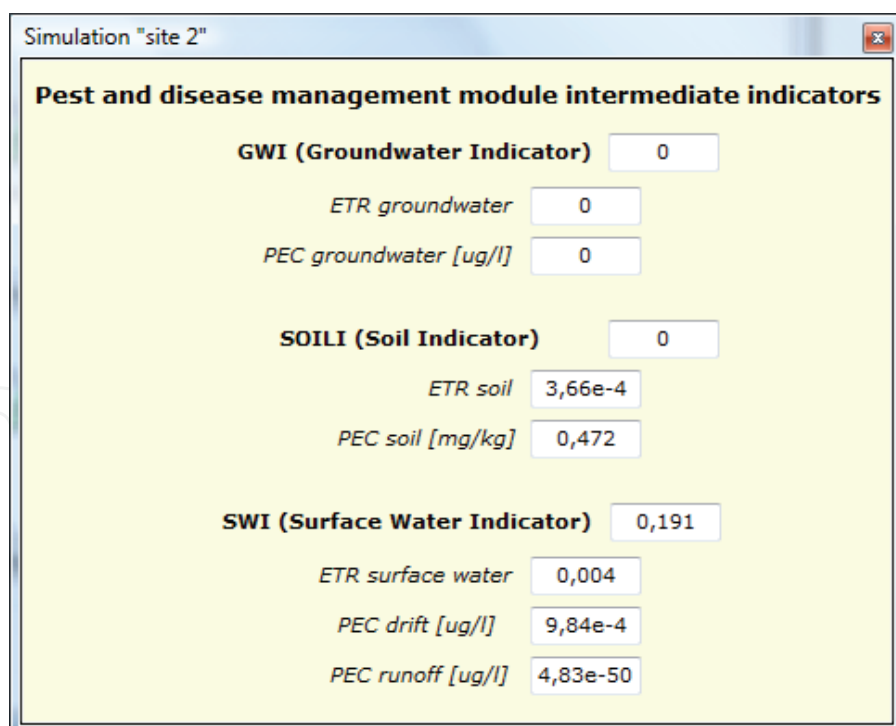 Simulation "site 2"
Pest and disease management module intermediate indicators
GWI (Groundwater Indicator) 0
ETR groundwater 0
PEC groundwater [ug/l] 0
SOILI (Soil Indicator) 0
ETR soil 3,66e-4
PEC soil [mg/kg] 0,472
SWI (Surface Water Indicator) 0,191
ETR surface water 0,004
PEC drift [ug/l] 9,84e-4
PEC runoff [ug/l] 4,83e-50